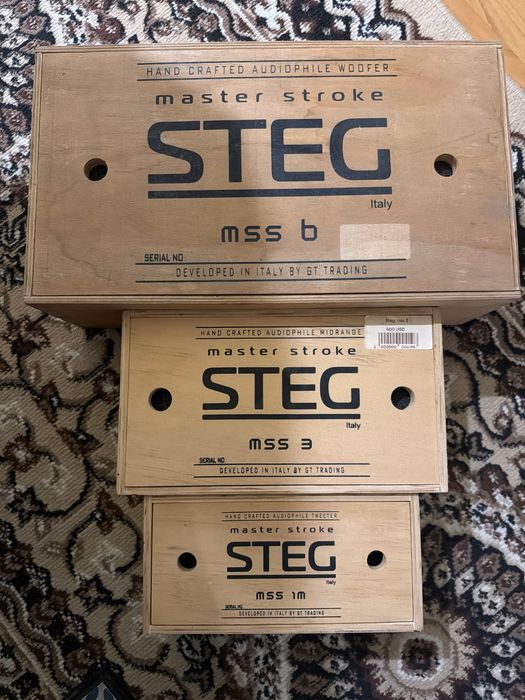 HAND CRAFTED AUDIOPHILE WOOFER
master stroke
STEG
Italy
mss 6
SERIAL NO
DEVELOPED IN ITALY BY GT TRADING
HAND CRAFTED AUDIOPHILE MIDRANGE
master stroke
STEG
Italy
mss 3
SERIAL NO
DEVELOPED IN ITALY BY GT TRADING
400 USD
HAND CRAFTED AUDIOPHILE TWEETER
master stroke
STEG
Italy
mss 1m
SERIAL NO
DEVELOPED IN ITALY BY GT TRADING